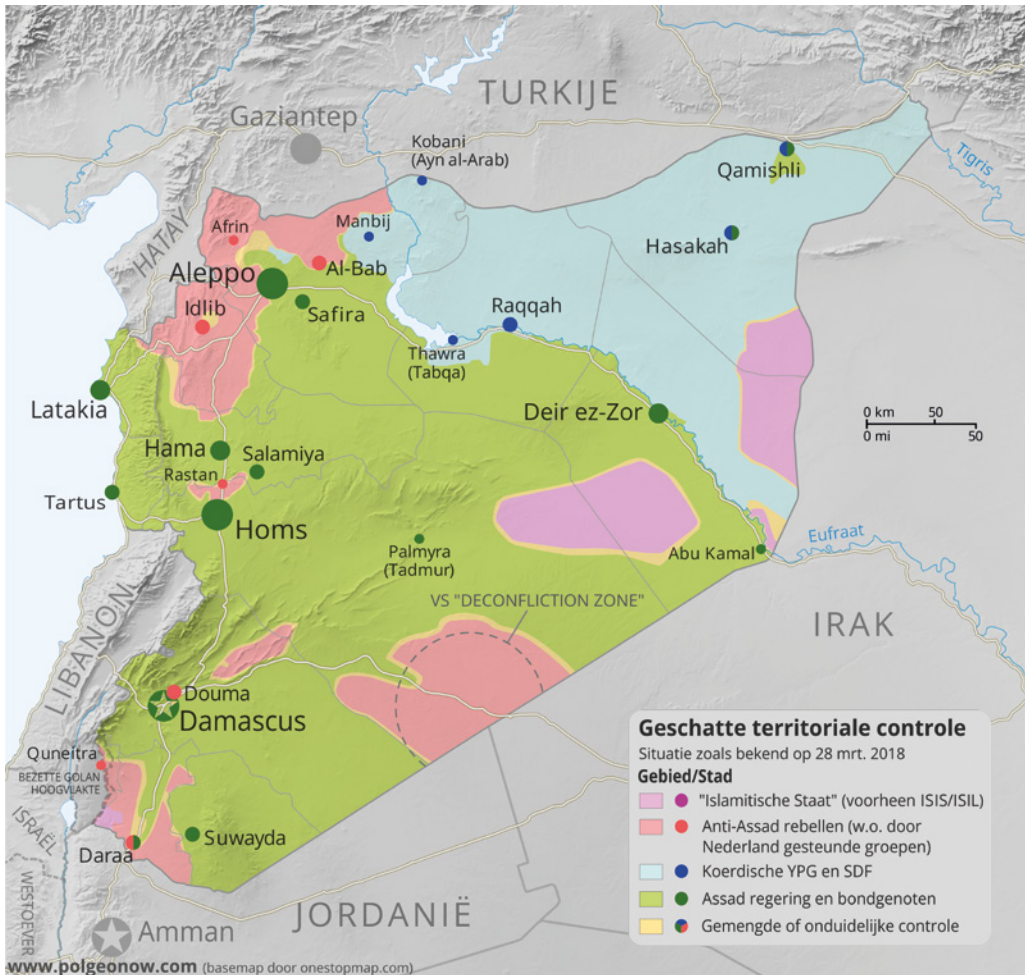 TURKIJE
Gaziantep
Kobani
(Ayn al-Arab)
Qamishli
Tigris
HATAY
Afrin
Manbij
Hasakah
Aleppo
Al-Bab
Idlib
Safira
Raqqah
Thawra
(Tabqa)
Latakia
Deir ez-Zor
0 km 50
0 mi 50
Hama
Salamiya
Rastan
Tartus
Homs
Palmyra
(Tadmur)
Abu Kamal
Eufraat
VS "DECONFLICTION ZONE"
IRAK
LIBANON
Douma
Damascus
Quneitra
BEZETTE GOLAN
HOOGVLAKTE
ISRAËL
Suwayda
Daraa
WESTOEVER
JORDANIË
Amman
Geschatte territoriale controle
Situatie zoals bekend op 28 mrt. 2018
Gebied/Stad
"Islamitische Staat" (voorheen ISIS/ISIL)
Anti-Assad rebellen (w.o. door
Nederland gesteunde groepen)
Koerdische YPG en SDF
Assad regering en bondgenoten
Gemengde of onduidelijke controle
www.polgeonow.com (basemap door onestopmap.com)